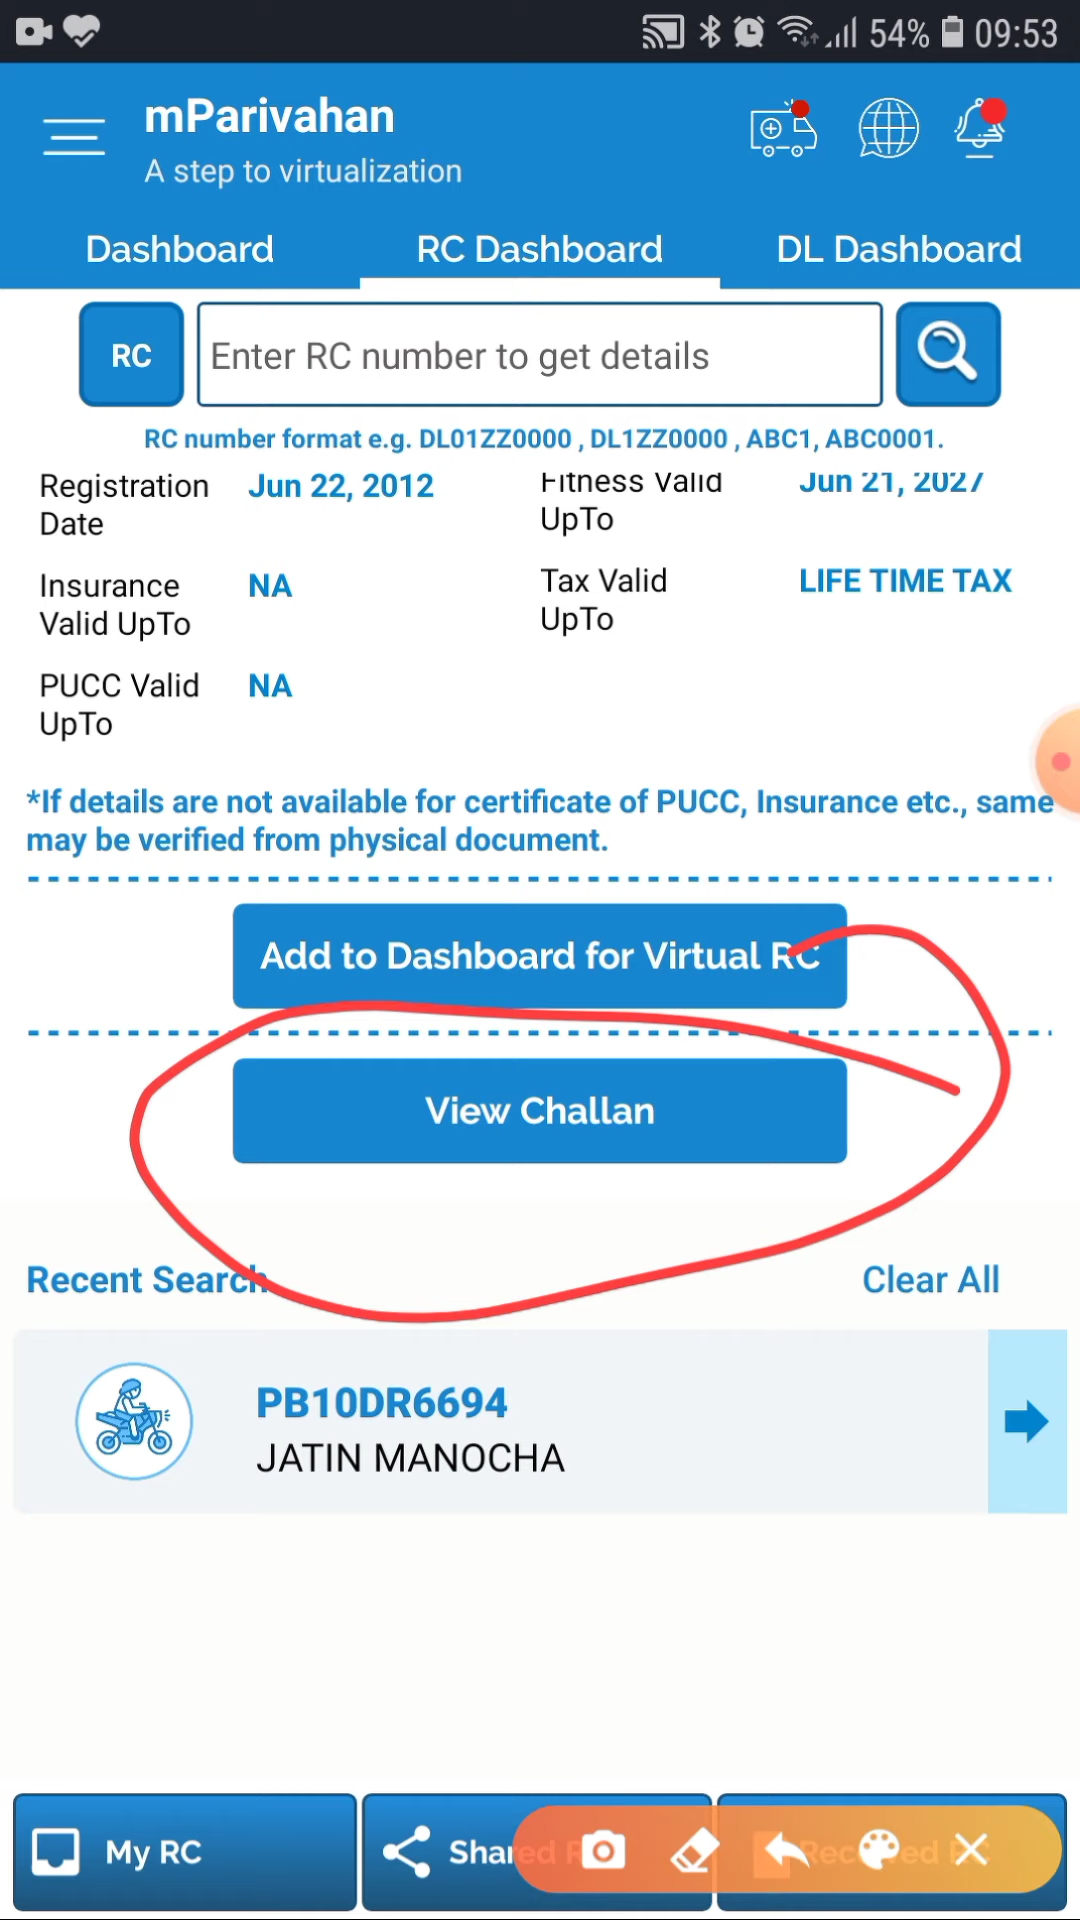 54% 09:53
mParivahan
A step to virtualization
Dashboard RC Dashboard DL Dashboard
RC Enter RC number to get details
RC number format e.g. DL01ZZ0000 , DL1ZZ0000 , ABC1, ABC0001.
Registration Date Jun 22, 2012
Fitness Valid UpTo Jun 21, 2027
Insurance Valid UpTo NA
Tax Valid UpTo LIFE TIME TAX
PUCC Valid UpTo NA
*If details are not available for certificate of PUCC, Insurance etc., same
may be verified from physical document.
Add to Dashboard for Virtual RC
View Challan
Recent Search Clear All
PB10DR6694
JATIN MANOCHA
My RC